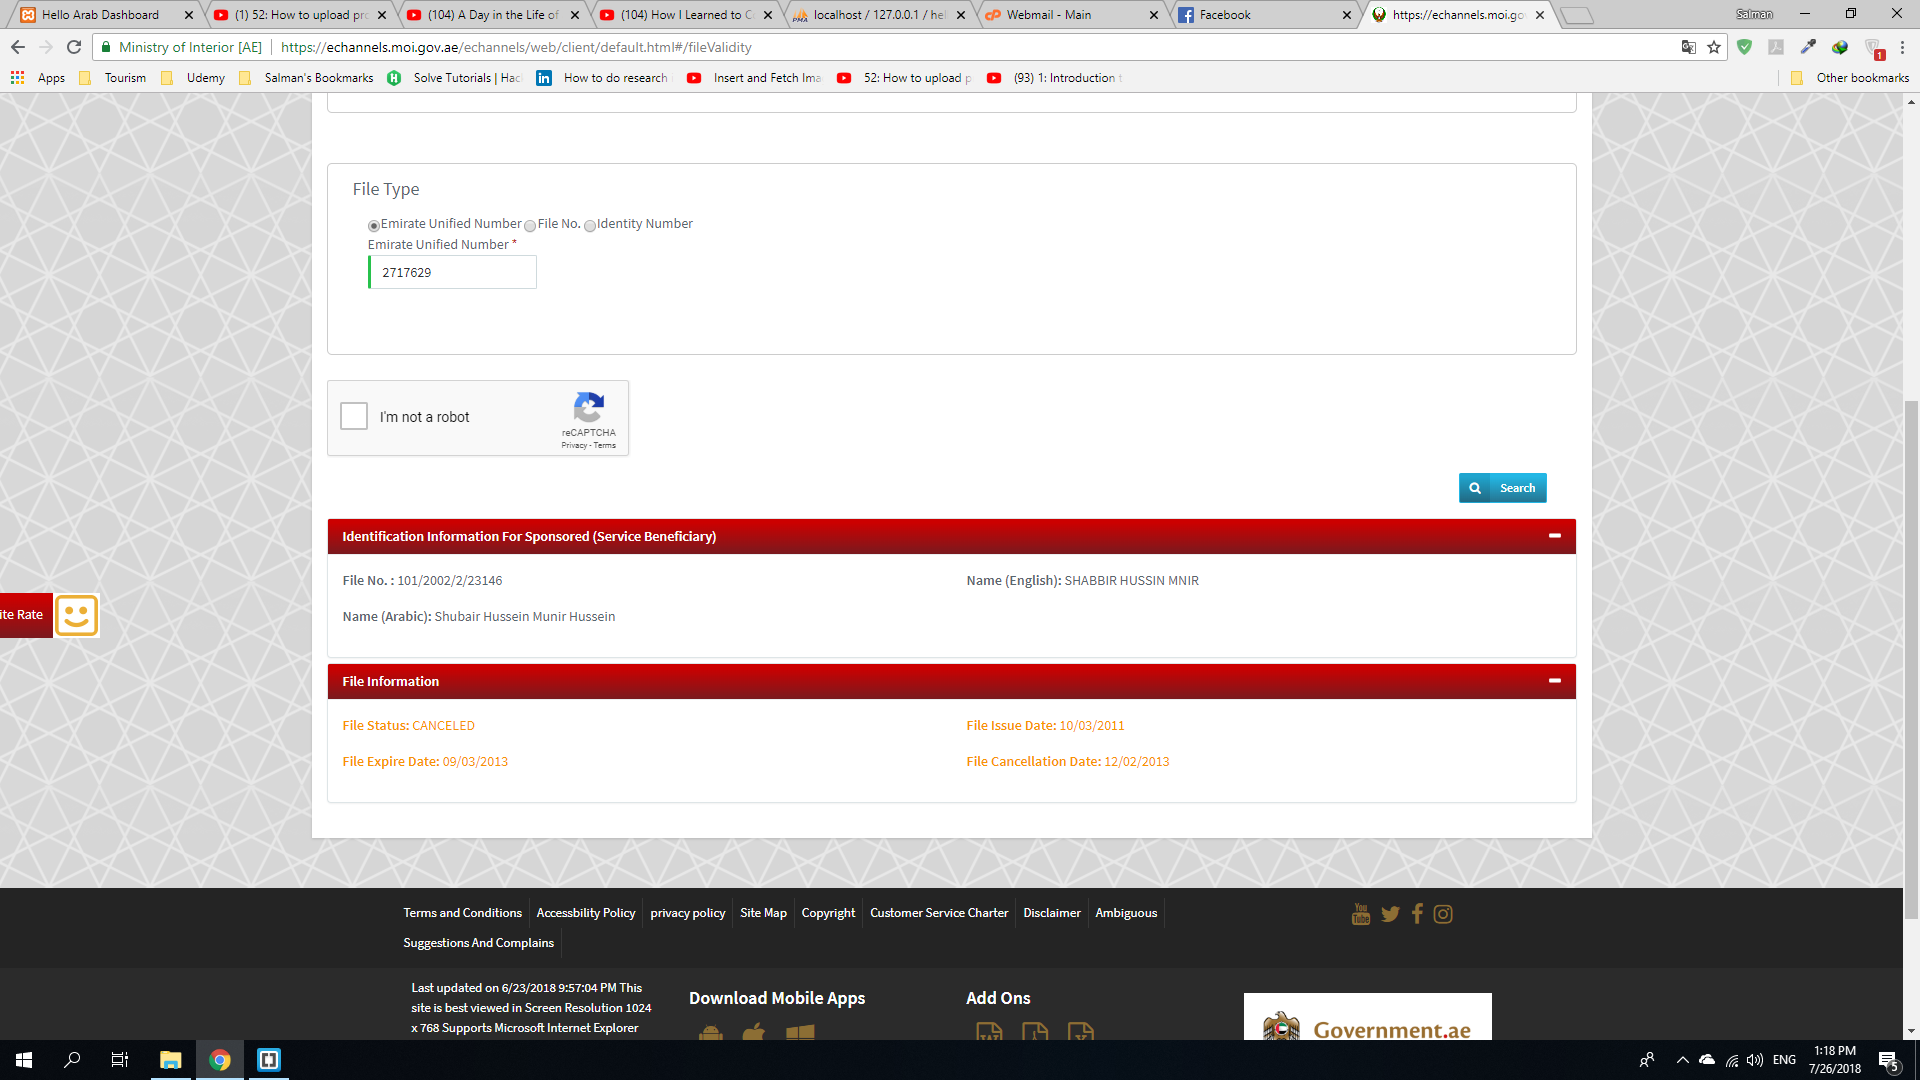 Hello Arab Dashboard
(1) 52: How to upload pro
(104) A Day in the Life of
(104) How I Learned to C
localhost / 127.0.0.1 / hel
Webmail - Main
Facebook
https://echannels.moi.gov
Salman
Ministry of Interior [AE]
https://echannels.moi.gov.ae/echannels/web/client/default.html#/fileValidity
1
Apps
Tourism
Udemy
Salman's Bookmarks
Solve Tutorials | Hac
How to do research
Insert and Fetch Ima
52: How to upload p
(93) 1: Introduction t
Other bookmarks
File Type
Emirate Unified Number File No. Identity Number
Emirate Unified Number *
2717629
I'm not a robot
reCAPTCHA
Privacy - Terms
Search
Identification Information For Sponsored (Service Beneficiary)
File No. : 101/2002/2/23146
Name (English): SHABBIR HUSSIN MNIR
Name (Arabic): Shubair Hussein Munir Hussein
ite Rate
File Information
File Status: CANCELED
File Issue Date: 10/03/2011
File Expire Date: 09/03/2013
File Cancellation Date: 12/02/2013
Terms and Conditions
Accessbility Policy
privacy policy
Site Map
Copyright
Customer Service Charter
Disclaimer
Ambiguous
Suggestions And Complains
Last updated on 6/23/2018 9:57:04 PM This
site is best viewed in Screen Resolution 1024
x 768 Supports Microsoft Internet Explorer
Download Mobile Apps
Add Ons
Government.ae
ENG
1:18 PM
7/26/2018
5